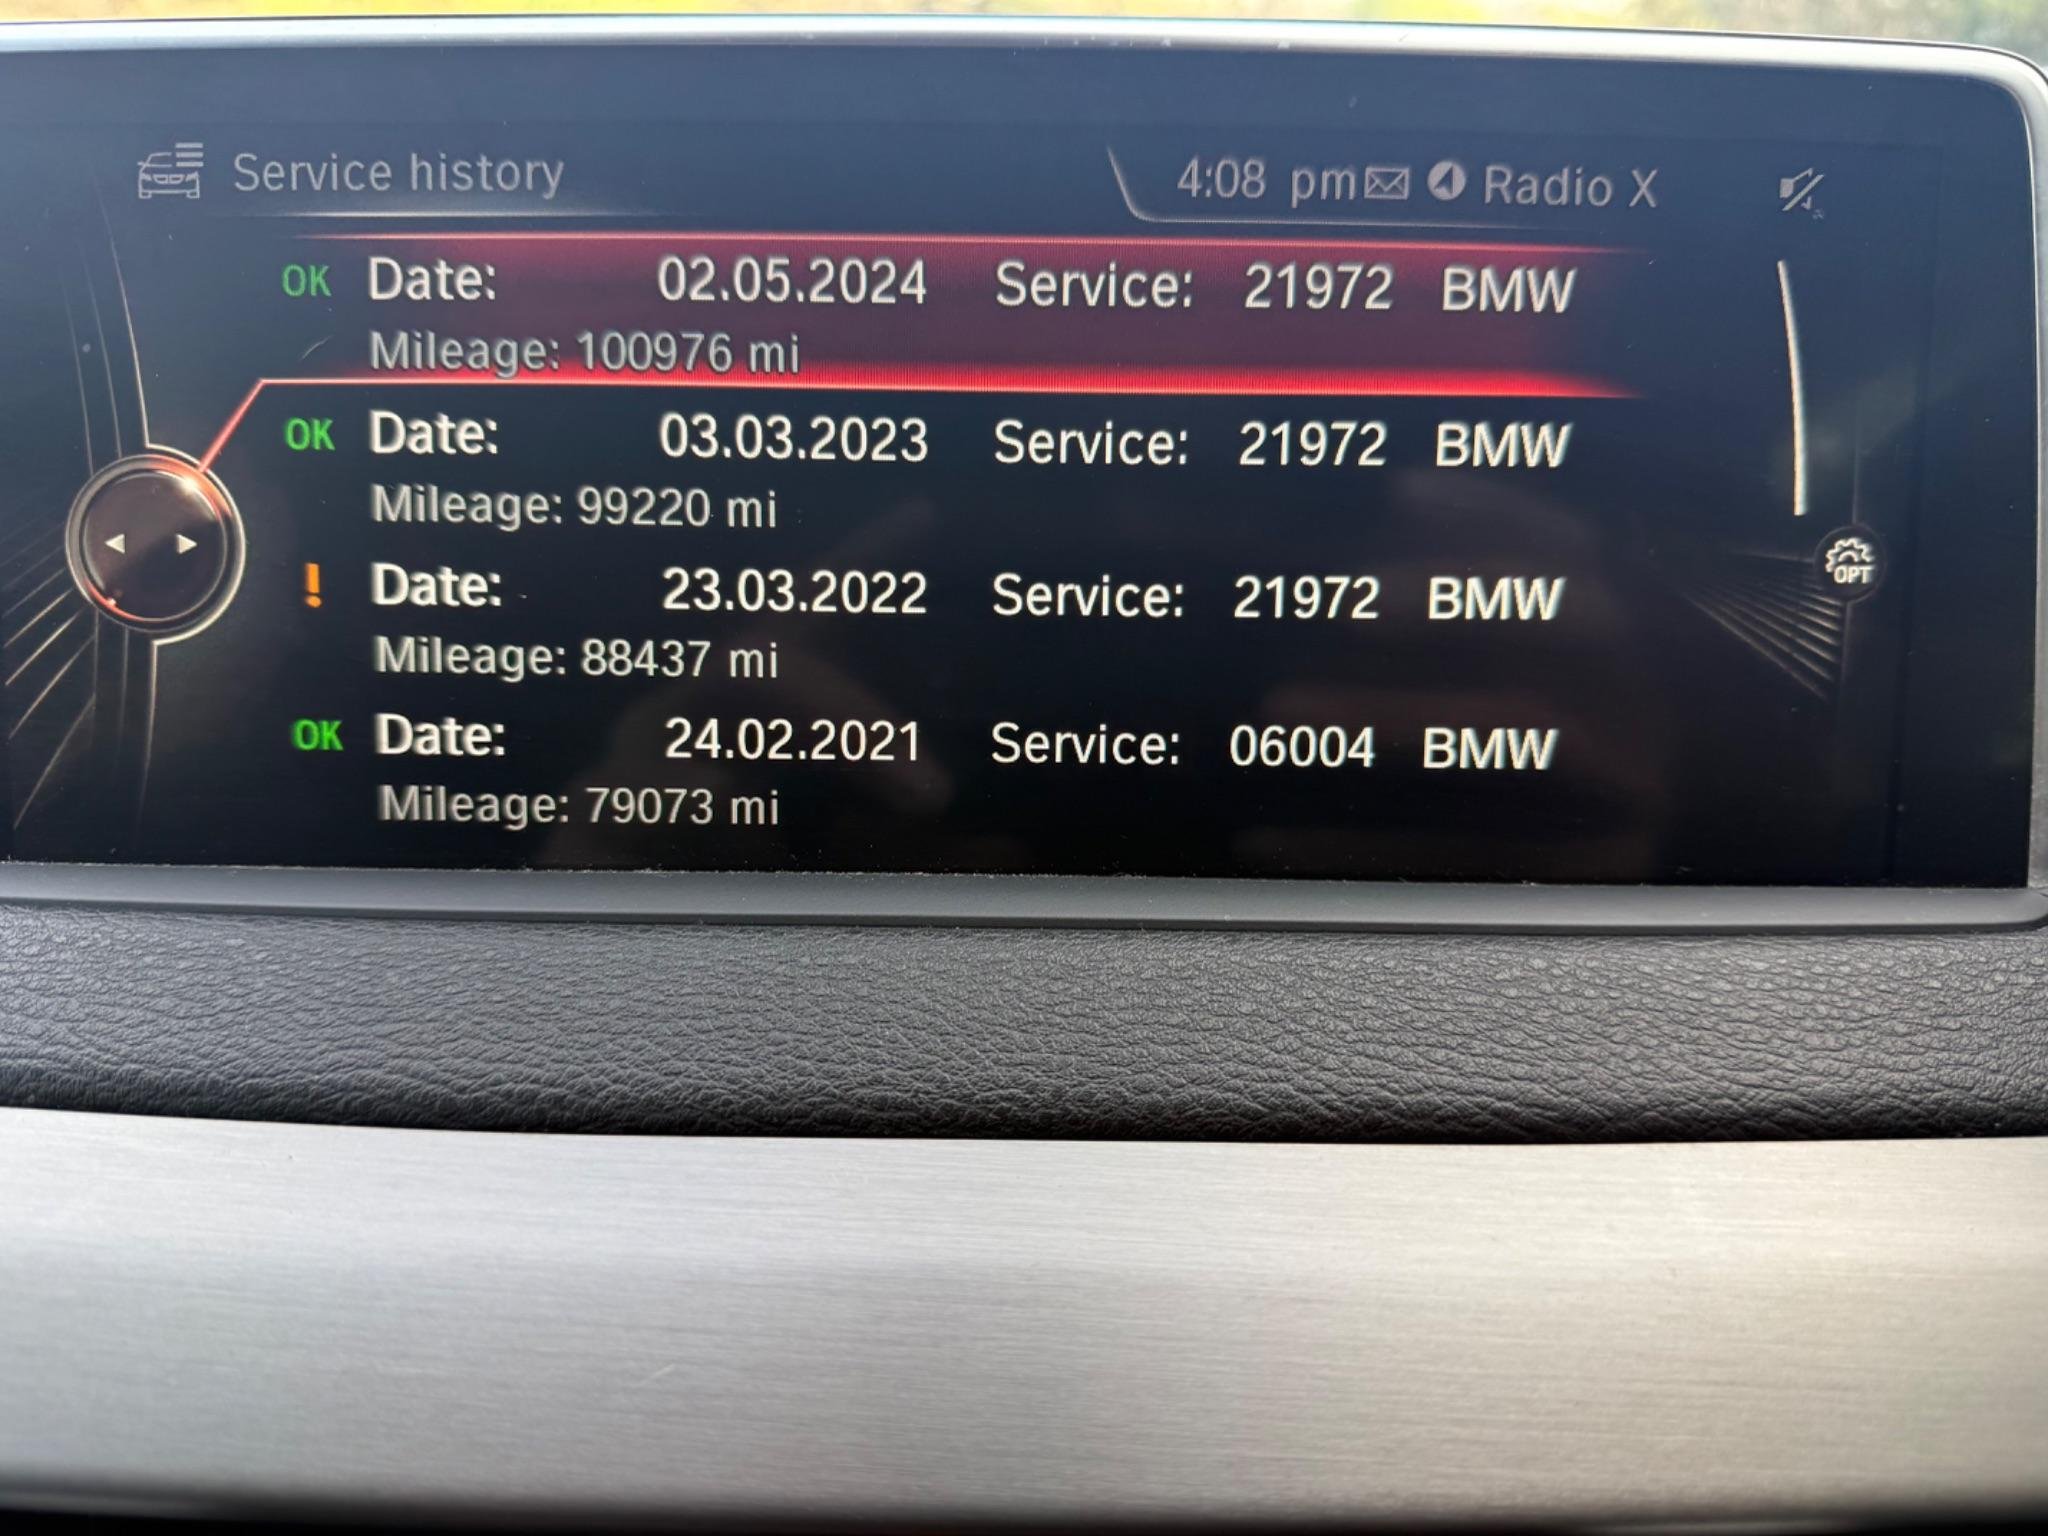 Service history 4:08 pm Radio X
OK Date: 02.05.2024 Service: 21972 BMW
Mileage: 100976 mi
OK Date: 03.03.2023 Service: 21972 BMW
Mileage: 99220 mi
! Date: 23.03.2022 Service: 21972 BMW
Mileage: 88437 mi
OK Date: 24.02.2021 Service: 06004 BMW
Mileage: 79073 mi
OPT